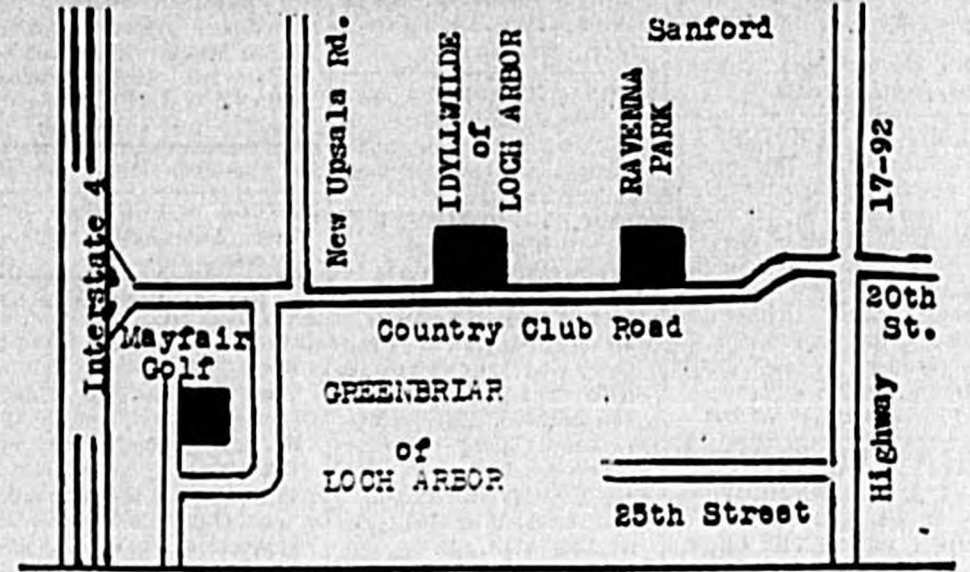 Sanford
New Upsala Rd.
IDYLLWILDE
of
LOCH ARBOR
RAVENNA
PARK
17-92
Interstate 4
20th
St.
Country Club Road
Mayfair
Golf
GREENBRIAR
of
LOCH ARBOR
Highway
25th Street